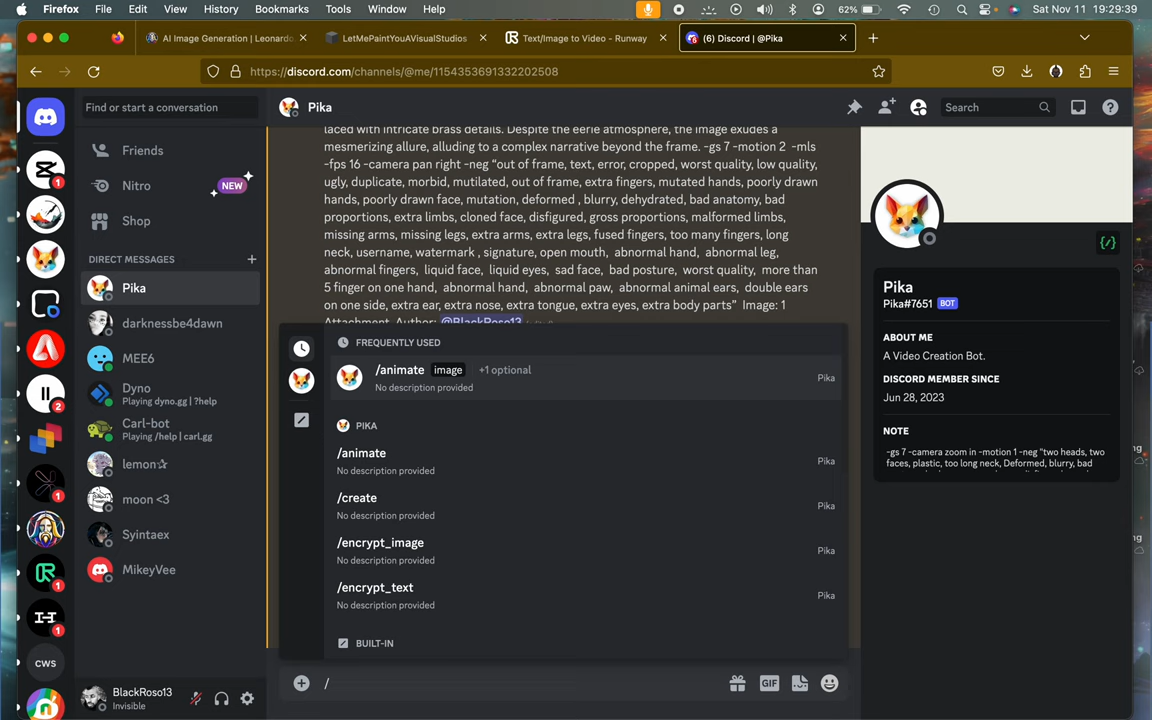 Firefox File Edit View History Bookmarks Tools Window Help 62% Sat Nov 11 19:29:39
AI Image Generation | Leonardo
LetMePaintYouAVisualStudios
Text/Image to Video - Runway
(6) Discord | @Pika
https://discord.com/channels/@me/1154353691332202508
Find or start a conversation
Pika
Search
Friends
Nitro
NEW
Shop
DIRECT MESSAGES
Pika
darknessbe4dawn
MEE6
Dyno
Playing dyno.gg | ?help
Carl-bot
Playing /help | carl.gg
lemon
moon <3
Syintaex
MikeyVee
CWS
BlackRoso13
Invisible
laced with intricate brass details. Despite the eerie atmosphere, the image exudes a
mesmerizing allure, alluding to a complex narrative beyond the frame. -gs 7 -motion 2 -mls
-fps 16 -camera pan right -neg "out of frame, text, error, cropped, worst quality, low quality,
ugly, duplicate, morbid, mutilated, out of frame, extra fingers, mutated hands, poorly drawn
hands, poorly drawn face, mutation, deformed , blurry, dehydrated, bad anatomy, bad
proportions, extra limbs, cloned face, disfigured, gross proportions, malformed limbs,
missing arms, missing legs, extra arms, extra legs, fused fingers, too many fingers, long
neck, username, watermark , signature, open mouth, abnormal hand, abnormal leg,
abnormal fingers, liquid face, liquid eyes, sad face, bad posture, worst quality, more than
5 finger on one hand, abnormal hand, abnormal paw, abnormal animal ears, double ears
on one side, extra ear, extra nose, extra tongue, extra eyes, extra body parts" Image: 1
Attachment. Author: @BlackRoso13
FREQUENTLY USED
/animate image +1 optional
No description provided
Pika
PIKA
/animate
No description provided
Pika
/create
No description provided
Pika
/encrypt_image
No description provided
Pika
/encrypt_text
No description provided
Pika
BUILT-IN
/
GIF
Pika
Pika#7651 BOT
ABOUT ME
A Video Creation Bot.
DISCORD MEMBER SINCE
Jun 28, 2023
NOTE
-gs 7 -camera zoom in -motion 1 -neg "two heads, two
faces, plastic, too long neck, Deformed, blurry, bad